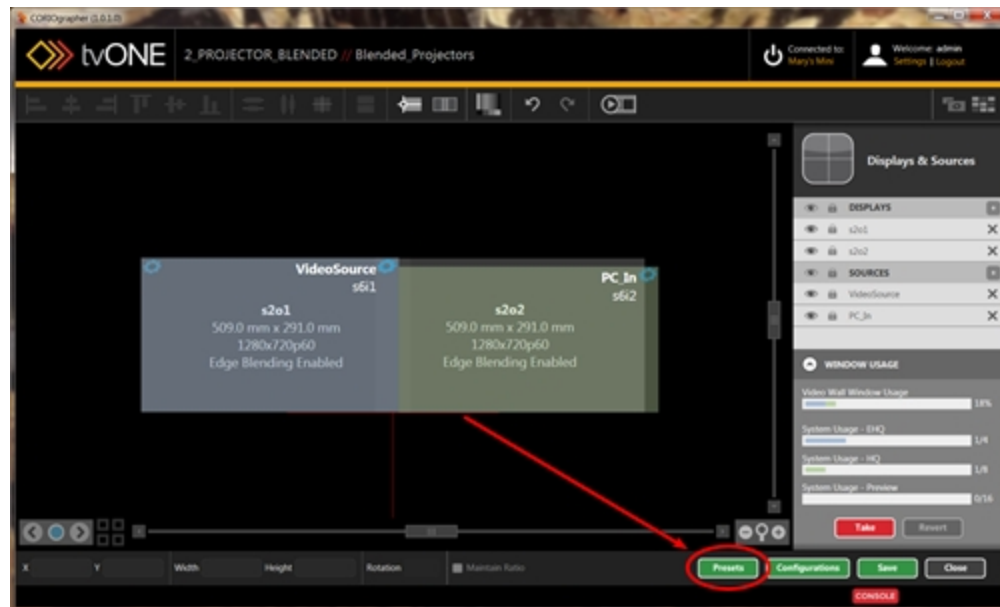 CORIOgrapher (1.0.1.0)
tvONE
2_PROJECTOR_BLENDED // Blended_Projectors
Connected to:
Mary's Mini
Welcome: admin
Settings | Logout
Displays & Sources
DISPLAYS
s2o1
s2o2
SOURCES
VideoSource
PC_In
VideoSource
s6i1
s2o1
509.0 mm x 291.0 mm
1280x720p60
Edge Blending Enabled
PC_In
s6i2
s2o2
509.0 mm x 291.0 mm
1280x720p60
Edge Blending Enabled
WINDOW USAGE
Video Wall Window Usage
18%
System Usage - EHQ
1/4
System Usage - HQ
1/8
System Usage - Preview
0/16
Take Revert
X Y Width Height Rotation Maintain Ratio
Presets Configurations Save Close
CONSOLE